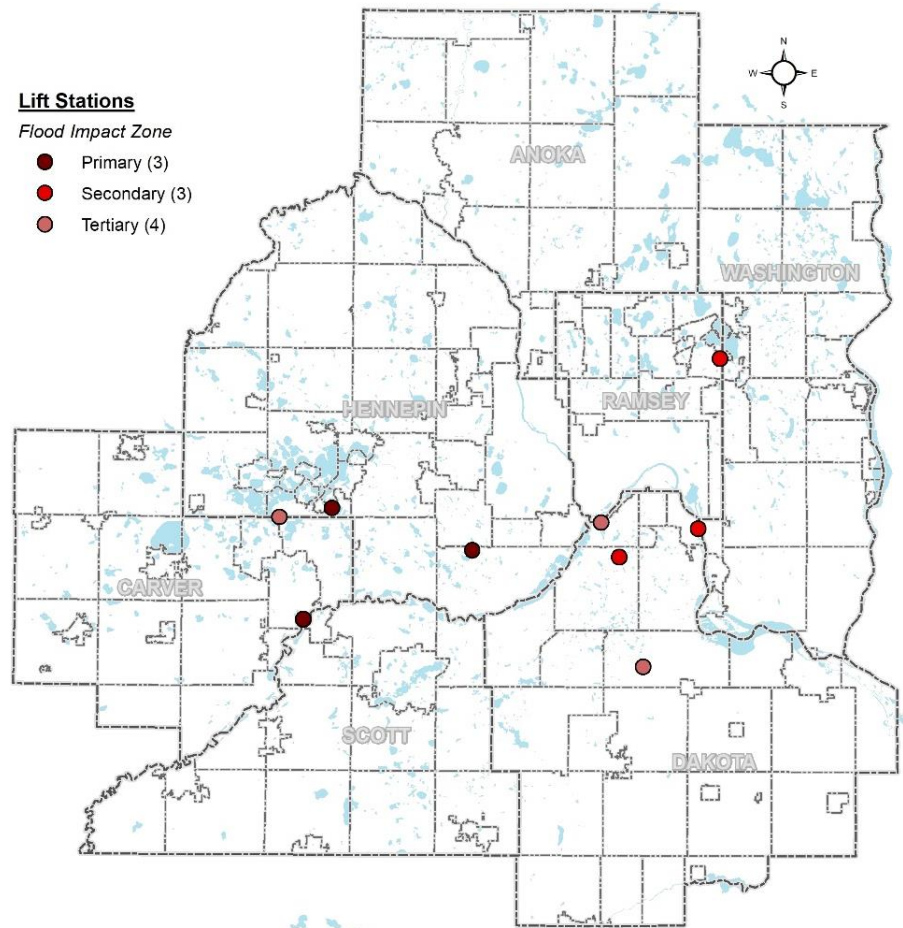 N
W E
S
Lift Stations
Flood Impact Zone
Primary (3)
Secondary (3)
Tertiary (4)
ANOKA
WASHINGTON
HENNEPIN
RAMSEY
CARVER
SCOTT
DAKOTA